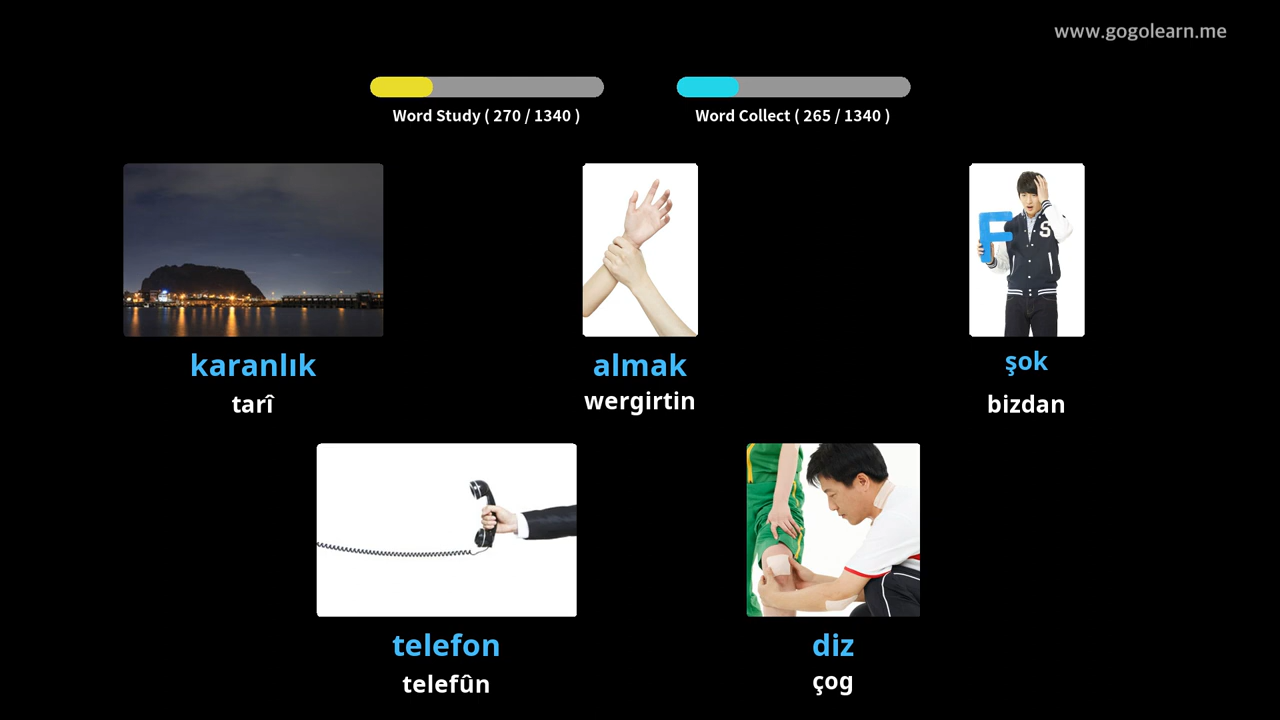 www.gogolearn.me
Word Study ( 270 / 1340 )
Word Collect ( 265 / 1340 )
F
S
karanlık
almak
şok
tarî
wergirtin
bizdan
telefon
diz
telefûn
çog